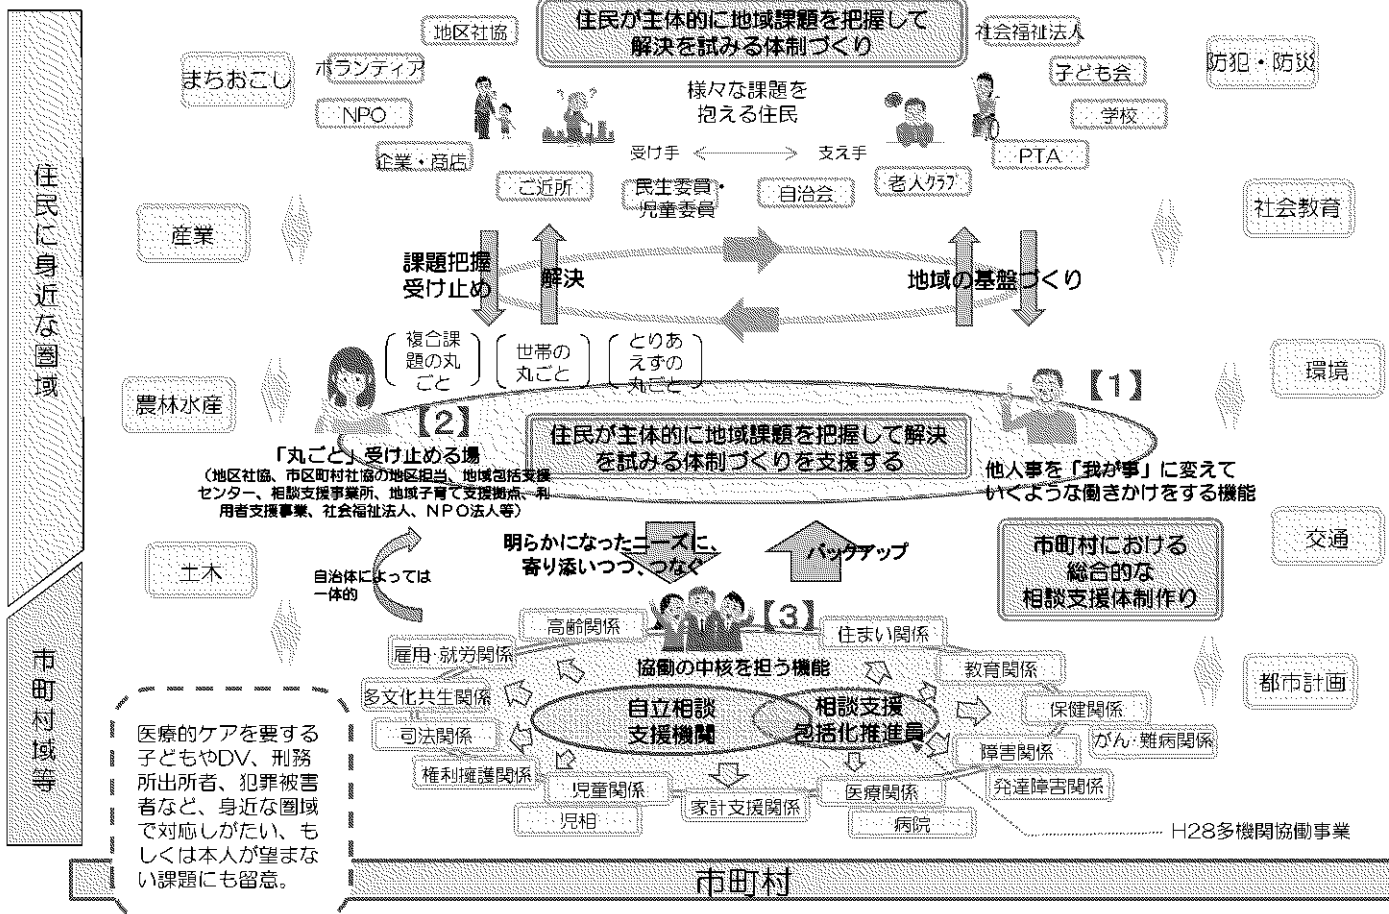 住民が主体的に地域課題を把握して
解決を試みる体制づくり
地区社協
社会福祉法人
まちおこし
ボランティア
子ども会
防犯・防災
NPO
様々な課題を
抱える住民
学校
企業・商店
受け手
支え手
PTA
ご近所
民生委員・
児童委員
自治会
老人クラブ
住民に身近な圏域
産業
社会教育
課題把握
受け止め
解決
地域の基盤づくり
複合課
題の丸
ごと
世帯の
丸ごと
とりあ
えずの
丸ごと
農林水産
環境
【2】
【1】
「丸ごと」受け止める場
(地区社協、市区町村社協の地区担当、地域包括支援
センター、相談支援事業所、地域子育て支援拠点、利
用者支援事業、社会福祉法人、NPO法人等)
住民が主体的に地域課題を把握して解決
を試みる体制づくりを支援する
他人事を「我が事」に変えて
いくような働きかけをする機能
土木
自治体によっては
一体的
明らかになったニーズに、
寄り添いつつ、つなぐ
バックアップ
市町村における
総合的な
相談支援体制作り
交通
市町村域等
【3】
協働の中核を担う機能
自立相談
支援機関
相談支援
包括化推進員
高齢関係
住まい関係
雇用・就労関係
教育関係
多文化共生関係
保健関係
司法関係
がん・難病関係
障害関係
権利擁護関係
発達障害関係
児童関係
医療関係
児相
家計支援関係
病院
都市計画
医療的ケアを要する
子どもやDV、刑務
所出所者、犯罪被害
者など、身近な圏域
で対応しがたい、も
しくは本人が望まな
い課題にも留意。
H28多機関協働事業
市町村